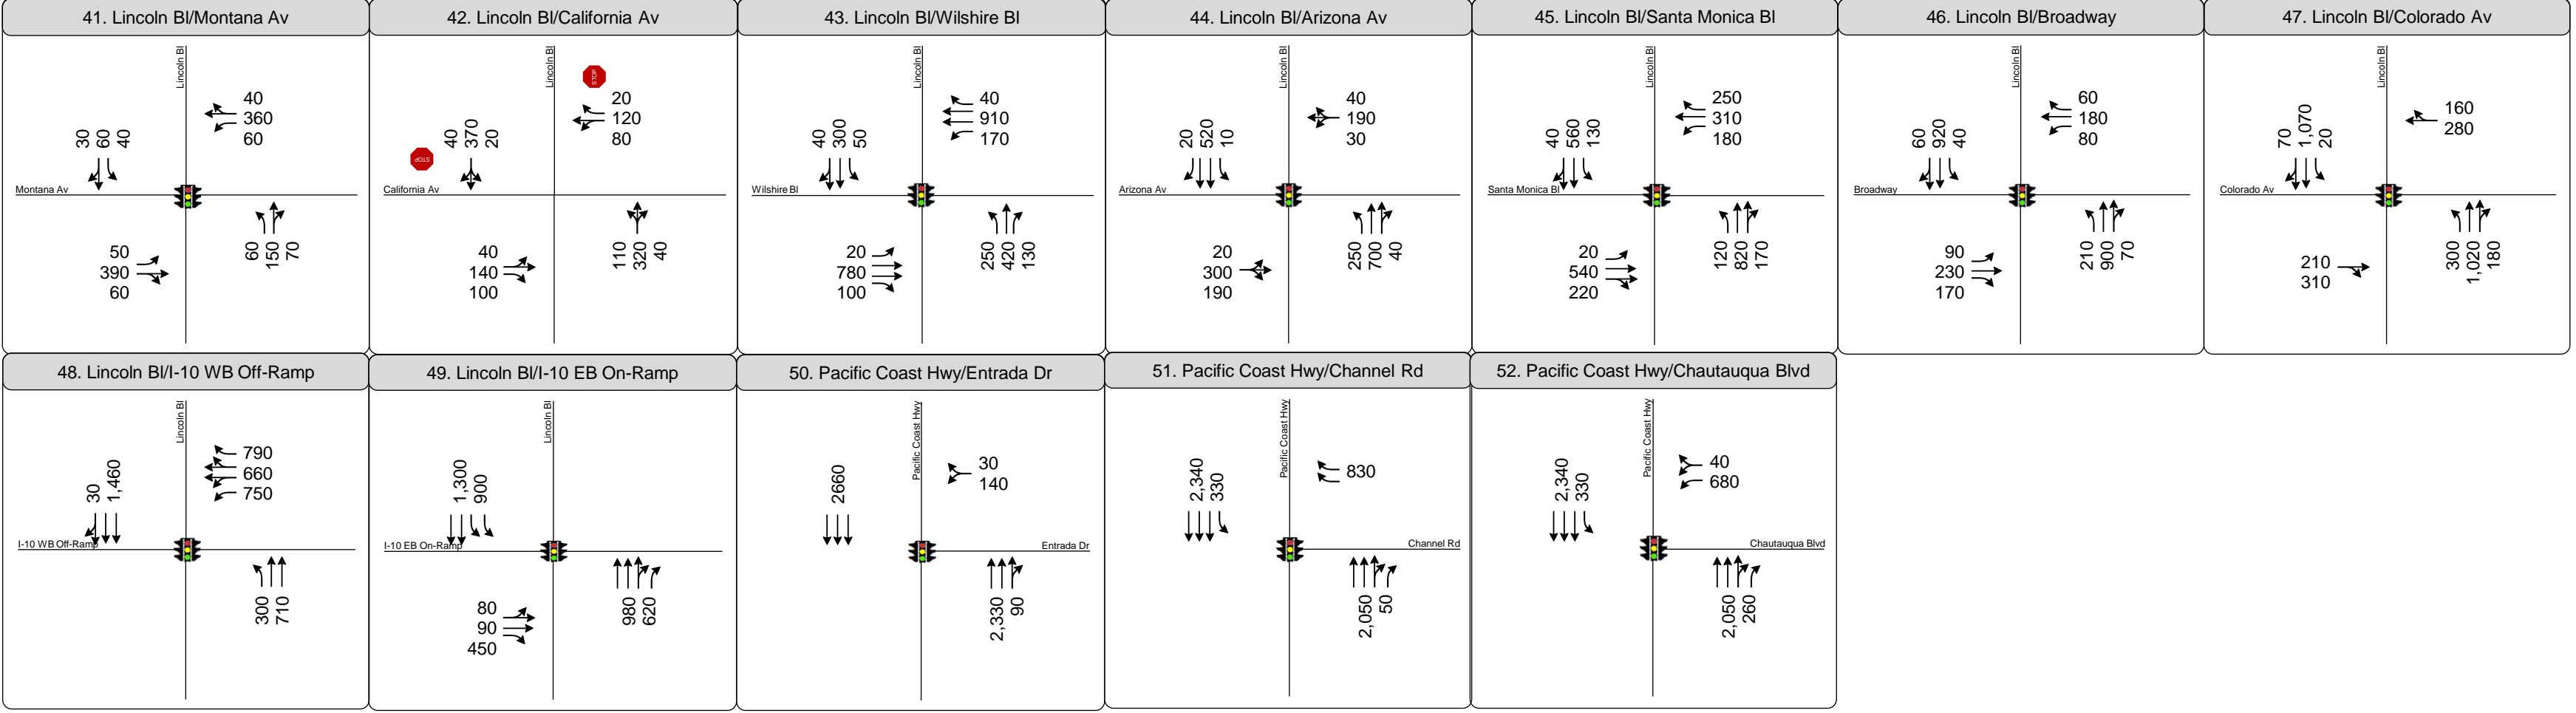 41. Lincoln Bl/Montana Av
Lincoln Bl
40
360
60
30
60
40
Montana Av
50
390
60
60
150
70
42. Lincoln Bl/California Av
Lincoln Bl
STOP
20
120
80
40
370
20
STOP
California Av
40
140
100
110
320
40
43. Lincoln Bl/Wilshire Bl
Lincoln Bl
40
910
170
40
300
50
Wilshire Bl
20
780
100
250
420
130
44. Lincoln Bl/Arizona Av
Lincoln Bl
40
190
30
20
520
10
Arizona Av
20
300
190
250
700
40
45. Lincoln Bl/Santa Monica Bl
Lincoln Bl
250
310
180
40
560
130
Santa Monica Bl
20
540
220
120
820
170
46. Lincoln Bl/Broadway
Lincoln Bl
60
180
80
60
920
40
Broadway
90
230
170
210
900
70
47. Lincoln Bl/Colorado Av
Lincoln Bl
160
280
70
1,070
20
Colorado Av
210
310
300
1,020
180
48. Lincoln Bl/I-10 WB Off-Ramp
Lincoln Bl
790
660
750
30
1,460
I-10 WB Off-Ramp
300
710
49. Lincoln Bl/I-10 EB On-Ramp
Lincoln Bl
1,300
900
I-10 EB On-Ramp
80
90
450
980
620
50. Pacific Coast Hwy/Entrada Dr
Pacific Coast Hwy
30
140
2660
Entrada Dr
2,330
90
51. Pacific Coast Hwy/Channel Rd
Pacific Coast Hwy
830
2,340
330
Channel Rd
2,050
50
52. Pacific Coast Hwy/Chautauqua Blvd
Pacific Coast Hwy
40
680
2,340
330
Chautauqua Blvd
2,050
260